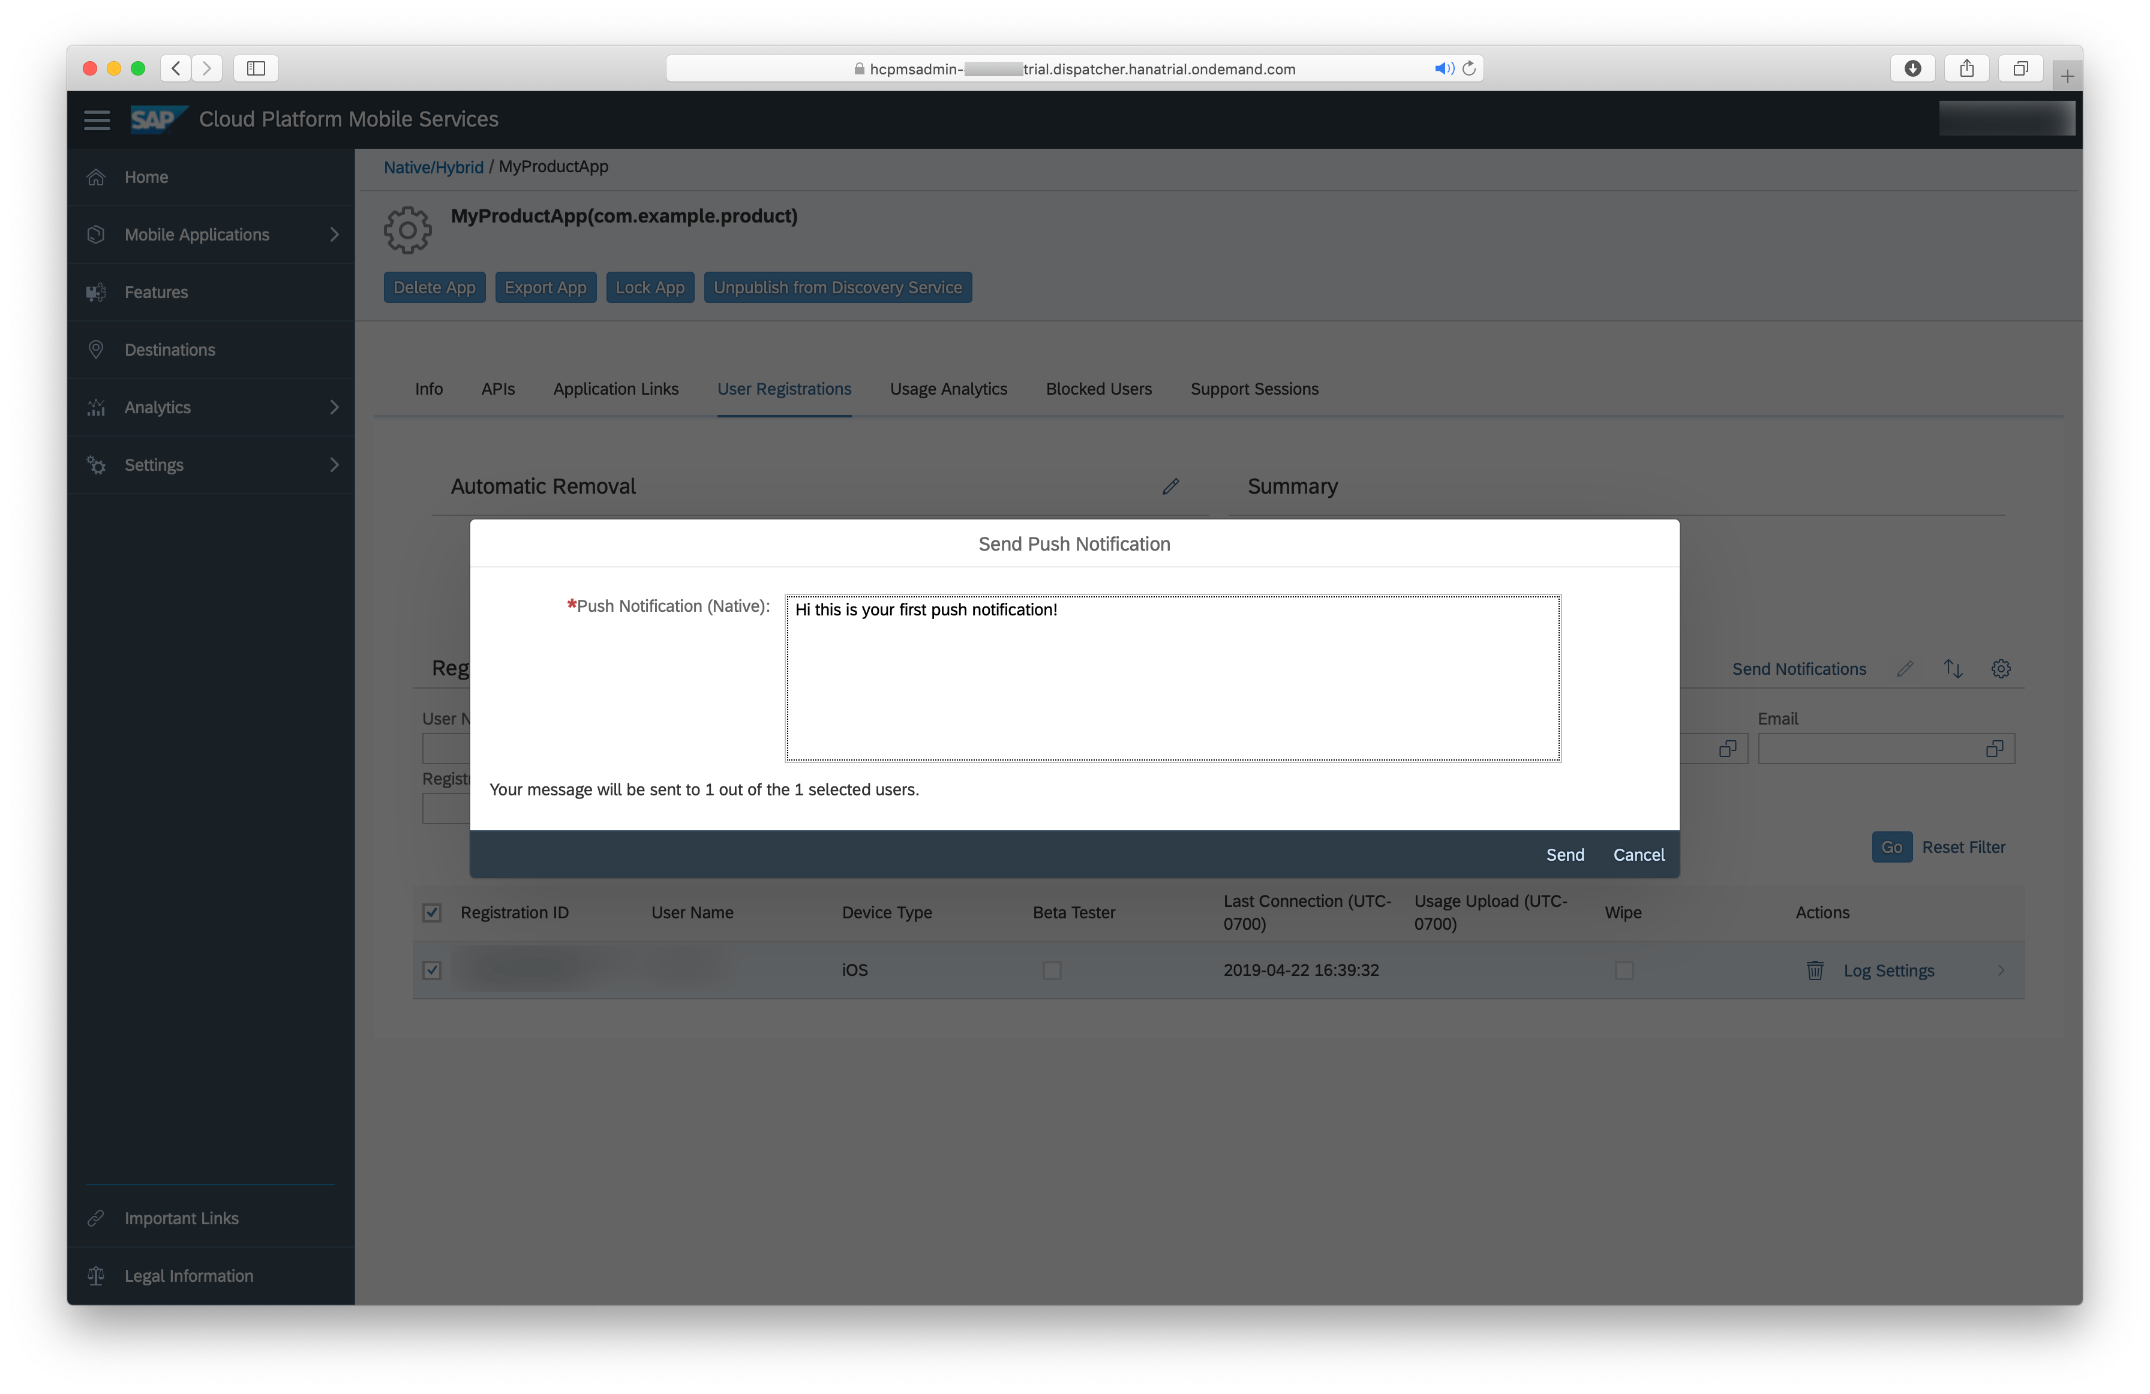 hcpmsadmin-
trial.dispatcher.hanatrial.ondemand.com
SAP Cloud Platform Mobile Services
Home
Mobile Applications
Features
Destinations
Analytics
Settings
Important Links
Legal Information
Native/Hybrid / MyProductApp
MyProductApp(com.example.product)
Delete App Export App Lock App Unpublish from Discovery Service
Info APIs Application Links User Registrations Usage Analytics Blocked Users Support Sessions
Automatic Removal
Summary
Send Push Notification
*Push Notification (Native):
Hi this is your first push notification!
Your message will be sent to 1 out of the 1 selected users.
Send Cancel
Send Notifications
Email
Go Reset Filter
Registration ID User Name Device Type Beta Tester Last Connection (UTC-0700) Usage Upload (UTC-0700) Wipe Actions
iOS 2019-04-22 16:39:32 Log Settings